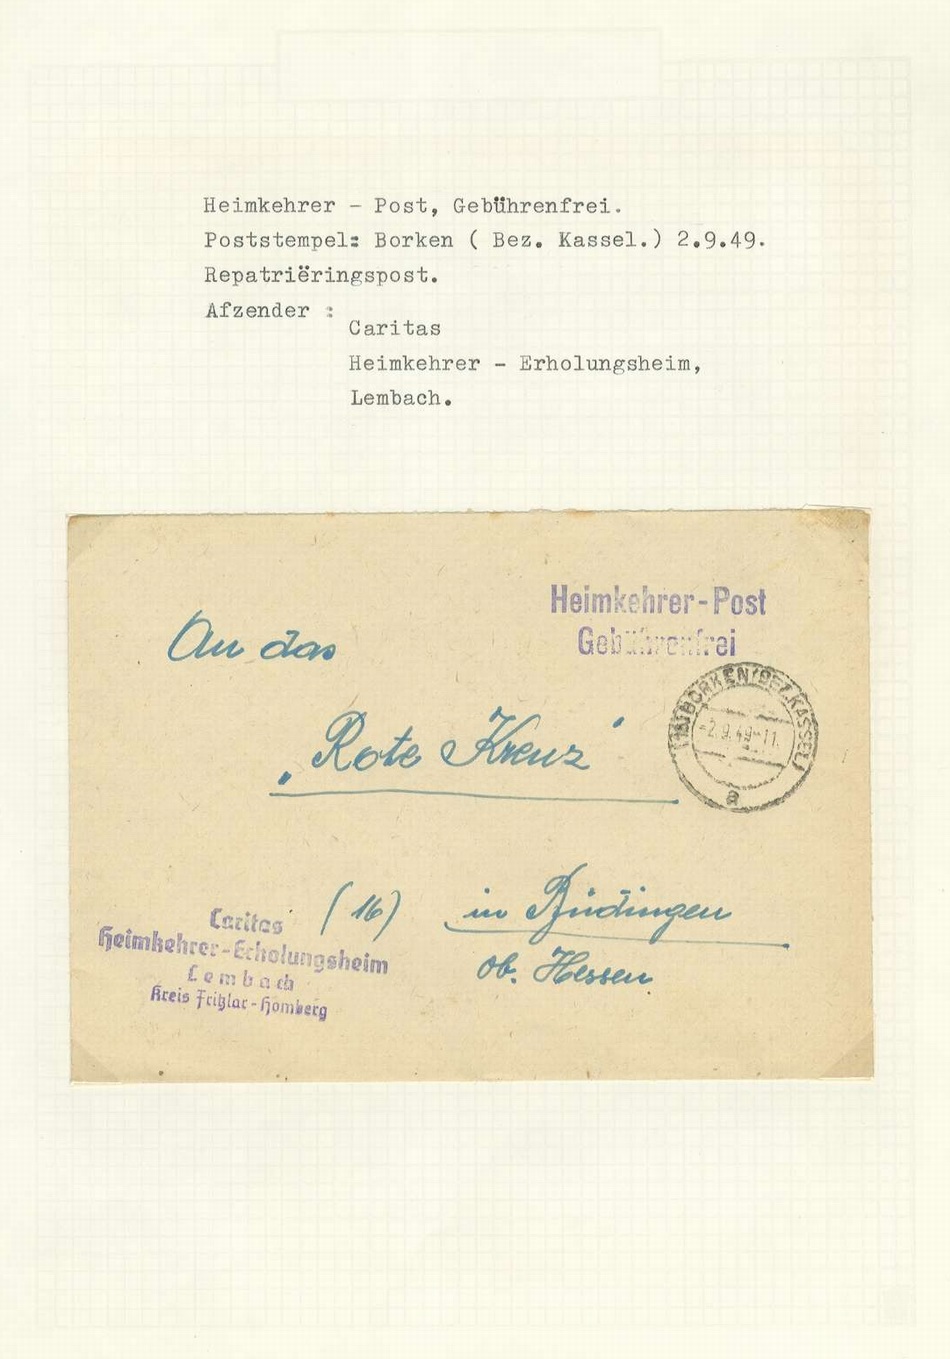 Heimkehrer - Post, Gebührenfrei.
Poststempel: Borken ( Bez. Kassel.) 2.9.49.
Repatriëringspost.
Afzender :
Caritas
Heimkehrer - Erholungsheim,
Lembach.
Heimkehrer-Post
Gebührenfrei
An das
„Rote Kreuz"
(16) BORKEN (BEZ. KASSEL)
-2.9.49-11.
a
(16) in Büdingen
ob. Hessen.
Caritas
Heimkehrer-Erholungsheim
Lembach
Kreis Fritzlar-Homberg